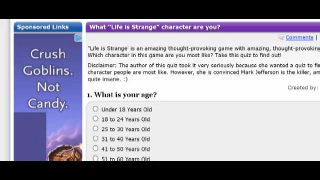 Sponsored Links
What "Life is Strange" character are you?
Crush
Goblins.
Not
Candy.
Comments |
"Life is Strange" is an amazing thought-provoking game with amazing, thought-provoking
Which character in this game are you most like? Take this quiz to find out!
Disclaimer: The author of this quiz took it very seriously because she wanted a quiz to fi
character people are most like. However, she is convinced Mark Jefferson is the killer, an
quite insane. :)
Created by:
1. What is your age?
Under 18 Years Old
18 to 24 Years Old
25 to 30 Years Old
31 to 40 Years Old
41 to 50 Years Old
51 to 60 Years Old